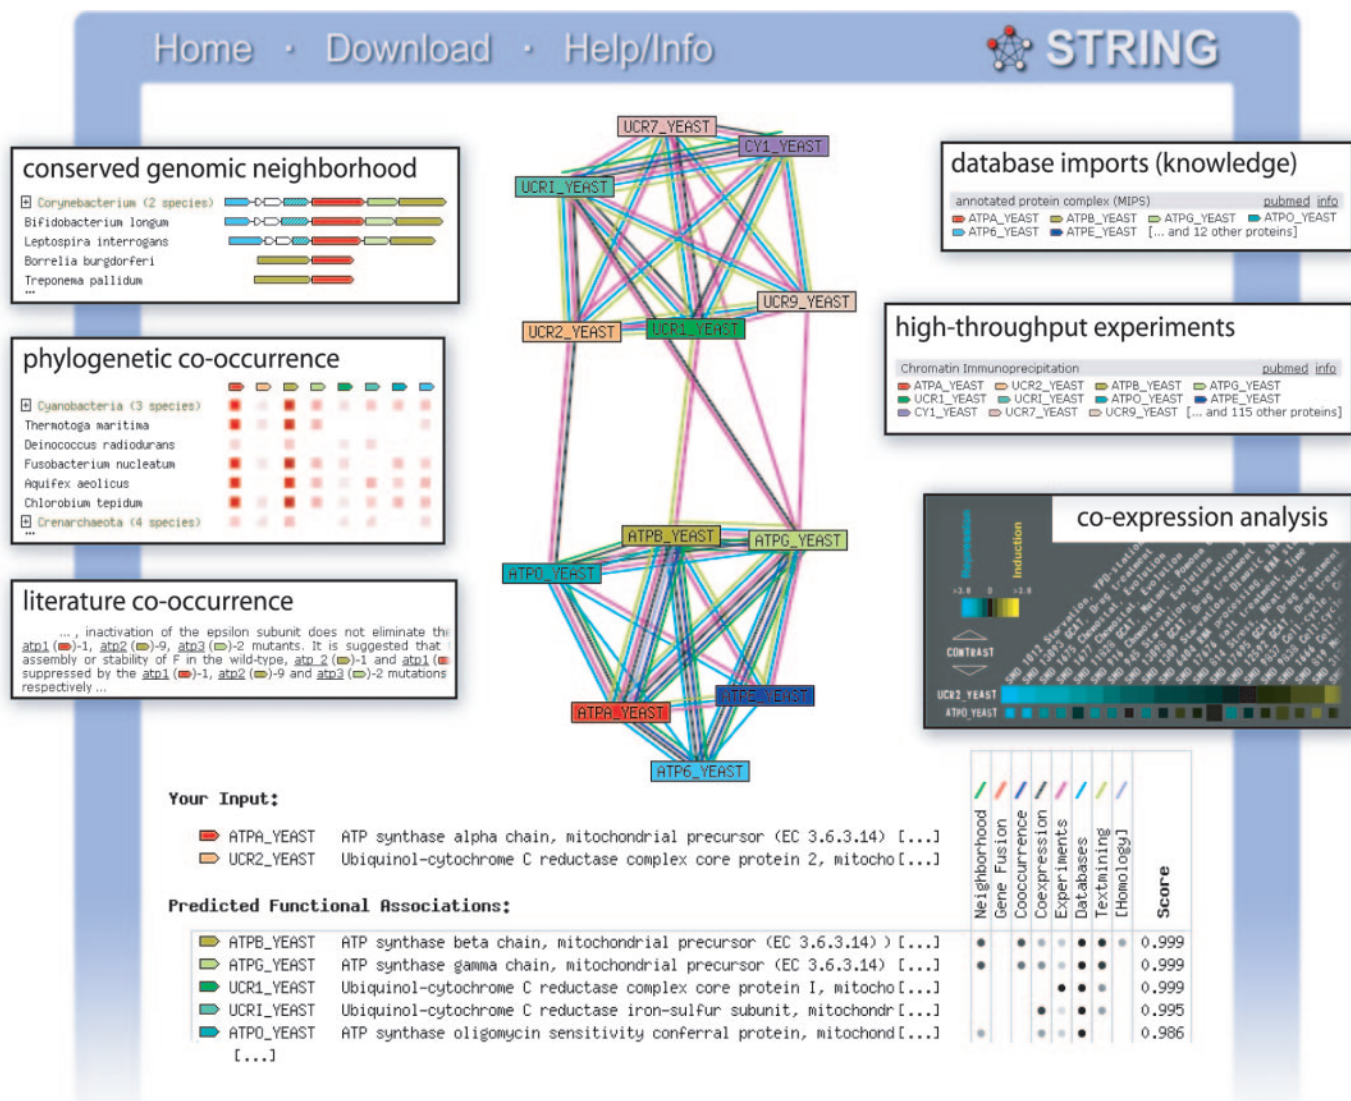 Home · Download · Help/Info
STRING
conserved genomic neighborhood
Corynebacterium (2 species)
Bifidobacterium longum
Leptospira interrogans
Borrelia burgdorferi
Treponema pallidum
...
phylogenetic co-occurrence
Cyanobacteria (3 species)
Thermotoga maritima
Deinococcus radiodurans
Fusobacterium nucleatum
Aquifex aeolicus
Chlorobium tepidum
Crenarchaeota (4 species)
...
literature co-occurrence
... , inactivation of the epsilon subunit does not eliminate the
atp1 ()-1, atp2 ()-9, atp3 ()-2 mutants. It is suggested that
assembly or stability of F in the wild-type, atp 2 ()-1 and atp1 (
suppressed by the atp1 ()-1, atp2 ()-9 and atp3 ()-2 mutations
respectively ...
UCR7_YEAST
CY1_YEAST
UCRI_YEAST
UCR9_YEAST
UCR2_YEAST
UCR1_YEAST
ATPB_YEAST
ATPG_YEAST
ATPO_YEAST
ATPE_YEAST
ATPA_YEAST
ATP6_YEAST
database imports (knowledge)
annotated protein complex (MIPS) pubmed info
ATPA_YEAST ATPB_YEAST ATPG_YEAST ATPO_YEAST
ATP6_YEAST ATPE_YEAST [... and 12 other proteins]
high-throughput experiments
Chromatin Immunoprecipitation pubmed info
ATPA_YEAST UCR2_YEAST ATPB_YEAST ATPG_YEAST
UCR1_YEAST UCRI_YEAST ATPO_YEAST ATPE_YEAST
CY1_YEAST UCR7_YEAST UCR9_YEAST [... and 115 other proteins]
co-expression analysis
Repression
Induction
>3.0 0 >3.0
CONTRAST
UCR2_YEAST
ATPO_YEAST
Your Input:
ATPA_YEAST ATP synthase alpha chain, mitochondrial precursor (EC 3.6.3.14) [...]
UCR2_YEAST Ubiquinol-cytochrome C reductase complex core protein 2, mitocho[...]
Predicted Functional Associations:
Neighborhood
Gene Fusion
Cooccurrence
Coexpression
Experiments
Databases
Textmining
[Homology]
Score
ATPB_YEAST ATP synthase beta chain, mitochondrial precursor (EC 3.6.3.14) ) [...] 0.999
ATPG_YEAST ATP synthase gamma chain, mitochondrial precursor (EC 3.6.3.14) [...] 0.999
UCR1_YEAST Ubiquinol-cytochrome C reductase complex core protein I, mitocho[...] 0.999
UCRI_YEAST Ubiquinol-cytochrome C reductase iron-sulfur subunit, mitochondr[...] 0.995
ATPO_YEAST ATP synthase oligomycin sensitivity conferral protein, mitochond[...] 0.986
[...]